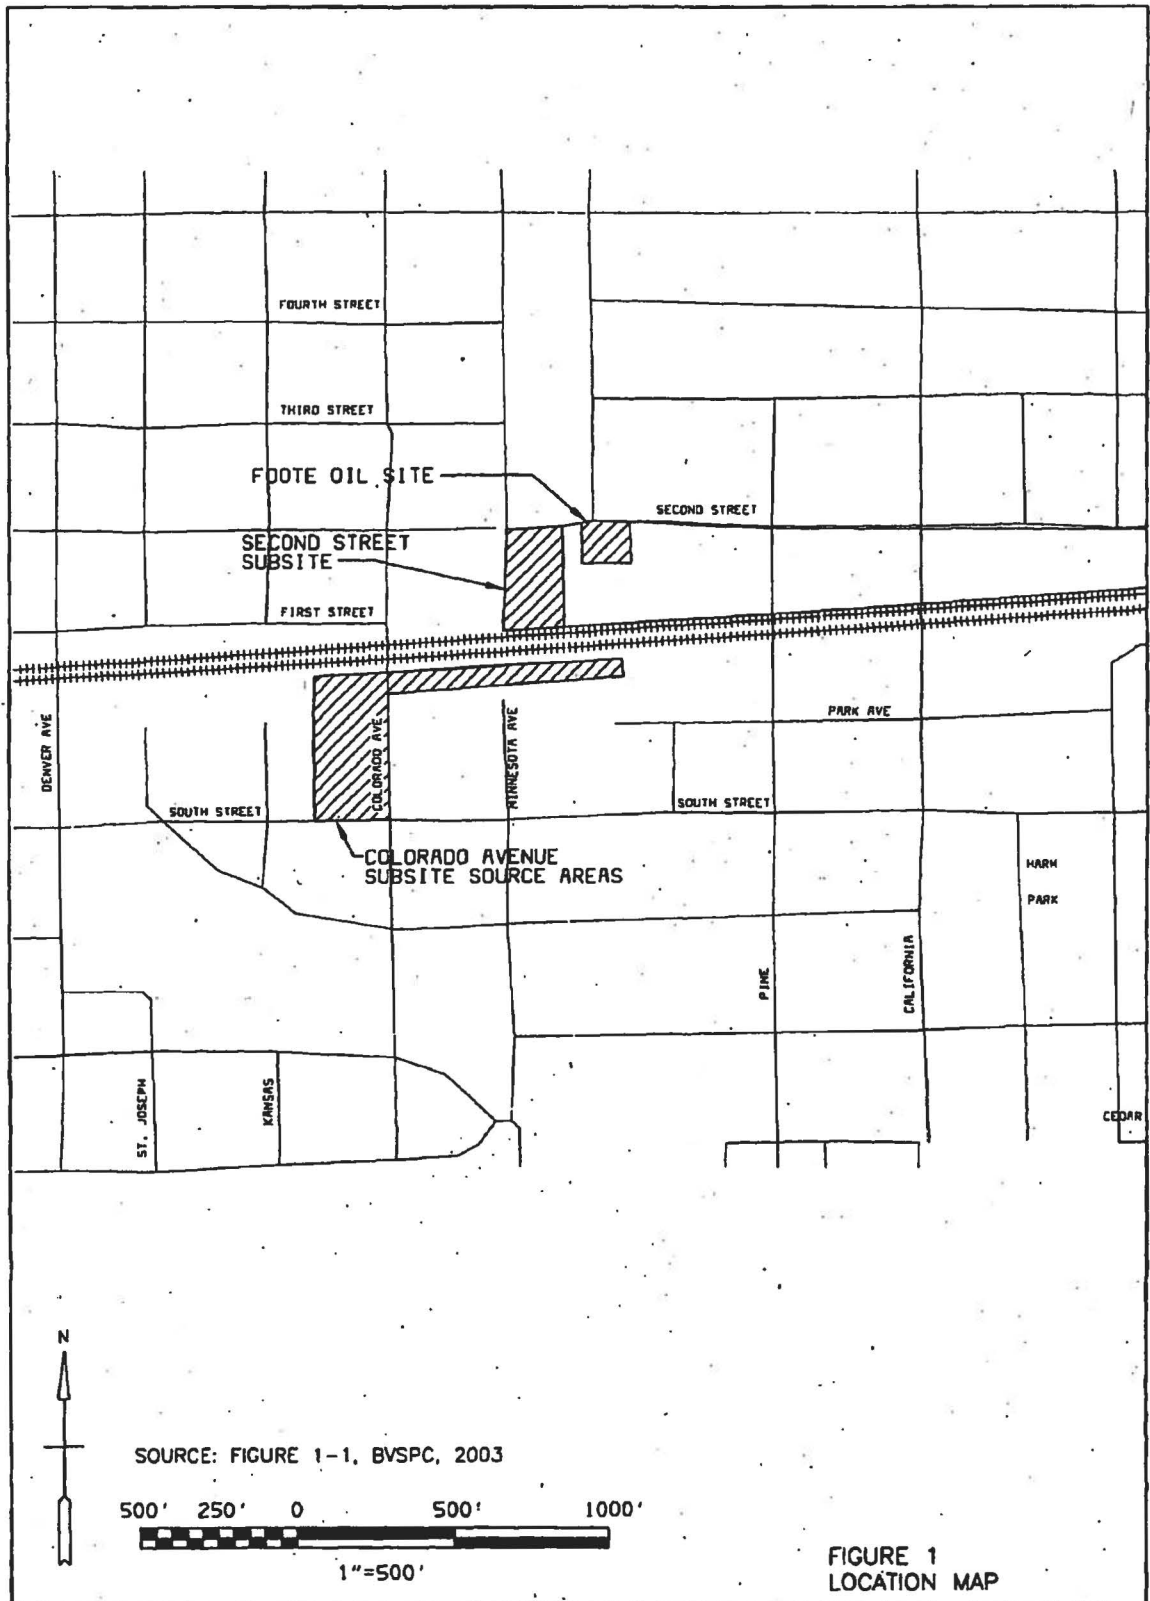 FOURTH STREET
THIRD STREET
FOOTE OIL SITE
SECOND STREET
SECOND STREET
SUBSITE
FIRST STREET
DENVER AVE
COLORADO AVE
MINNESOTA AVE
PARK AVE
SOUTH STREET
SOUTH STREET
COLORADO AVENUE
SUBSITE SOURCE AREAS
HARM
PARK
PINE
CALIFORNIA
ST. JOSEPH
KANSAS
CEDAR
N
SOURCE: FIGURE 1-1, BVSPC, 2003
500' 250' 0 500' 1000'
1"=500'
FIGURE 1
LOCATION MAP